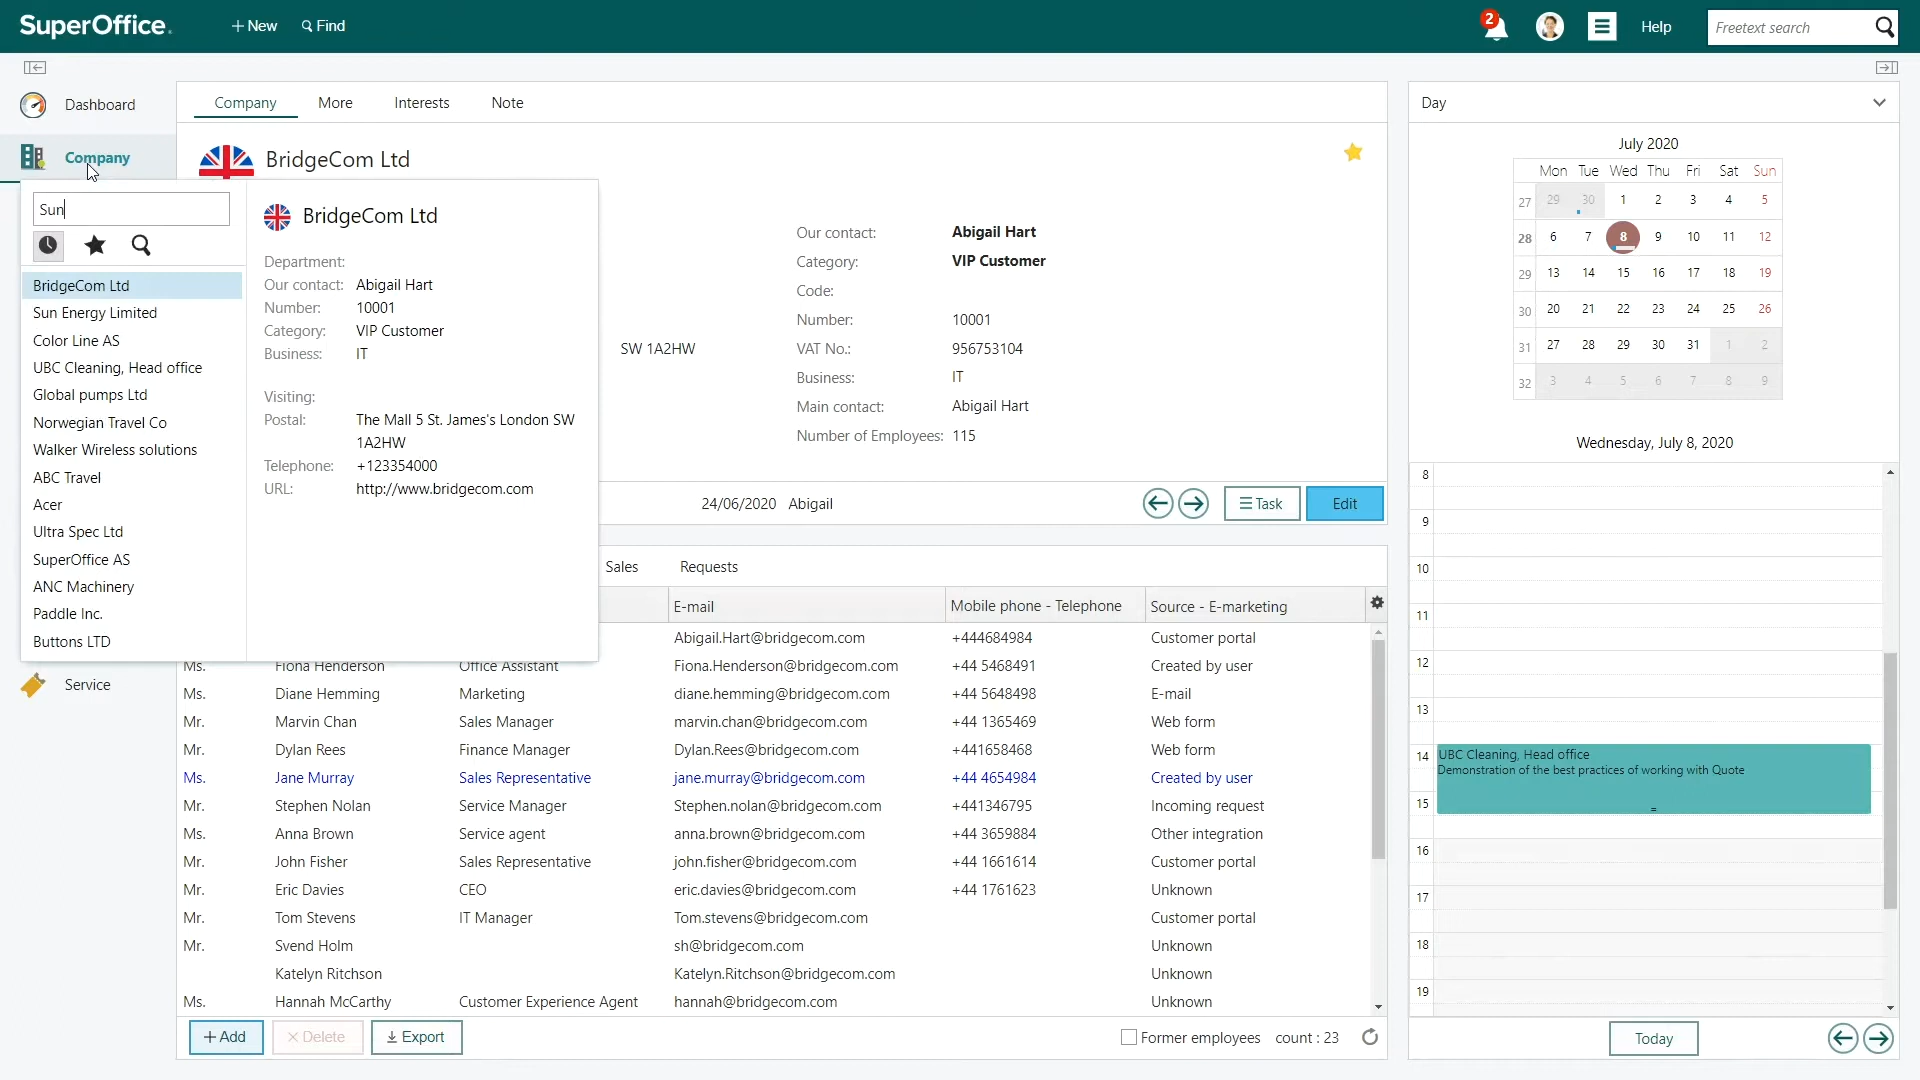 SuperOffice.
+ New
Find
2
Help
Freetext search
Dashboard
Company
Service
Company More Interests Note
BridgeCom Ltd
Sun
BridgeCom Ltd
Sun Energy Limited
Color Line AS
UBC Cleaning, Head office
Global pumps Ltd
Norwegian Travel Co
Walker Wireless solutions
ABC Travel
Acer
Ultra Spec Ltd
SuperOffice AS
ANC Machinery
Paddle Inc.
Buttons LTD
BridgeCom Ltd
Department:
Our contact: Abigail Hart
Number: 10001
Category: VIP Customer
Business: IT
Visiting:
Postal: The Mall 5 St. James's London SW
1A2HW
Telephone: +123354000
URL: http://www.bridgecom.com
SW 1A2HW
Our contact: Abigail Hart
Category: VIP Customer
Code:
Number: 10001
VAT No.: 956753104
Business: IT
Main contact: Abigail Hart
Number of Employees: 115
24/06/2020 Abigail
Task
Edit
Sales Requests
E-mail Mobile phone - Telephone Source - E-marketing
Abigail.Hart@bridgecom.com +444684984 Customer portal
Ms. Fiona Henderson Office Assistant Fiona.Henderson@bridgecom.com +44 5468491 Created by user
Ms. Diane Hemming Marketing diane.hemming@bridgecom.com +44 5648498 E-mail
Mr. Marvin Chan Sales Manager marvin.chan@bridgecom.com +44 1365469 Web form
Mr. Dylan Rees Finance Manager Dylan.Rees@bridgecom.com +441658468 Web form
Ms. Jane Murray Sales Representative jane.murray@bridgecom.com +44 4654984 Created by user
Mr. Stephen Nolan Service Manager Stephen.nolan@bridgecom.com +441346795 Incoming request
Ms. Anna Brown Service agent anna.brown@bridgecom.com +44 3659884 Other integration
Mr. John Fisher Sales Representative john.fisher@bridgecom.com +44 1661614 Customer portal
Mr. Eric Davies CEO eric.davies@bridgecom.com +44 1761623 Unknown
Mr. Tom Stevens IT Manager Tom.stevens@bridgecom.com Customer portal
Mr. Svend Holm sh@bridgecom.com Unknown
Katelyn Ritchson Katelyn.Ritchson@bridgecom.com Unknown
Ms. Hannah McCarthy Customer Experience Agent hannah@bridgecom.com Unknown
+ Add
Delete
Export
Former employees count : 23
Day
July 2020
Mon Tue Wed Thu Fri Sat Sun
27 29 30 1 2 3 4 5
28 6 7 8 9 10 11 12
29 13 14 15 16 17 18 19
30 20 21 22 23 24 25 26
31 27 28 29 30 31 1 2
32 3 4 5 6 7 8 9
Wednesday, July 8, 2020
8
9
10
11
12
13
14
UBC Cleaning, Head office
Demonstration of the best practices of working with Quote
15
16
17
18
19
Today